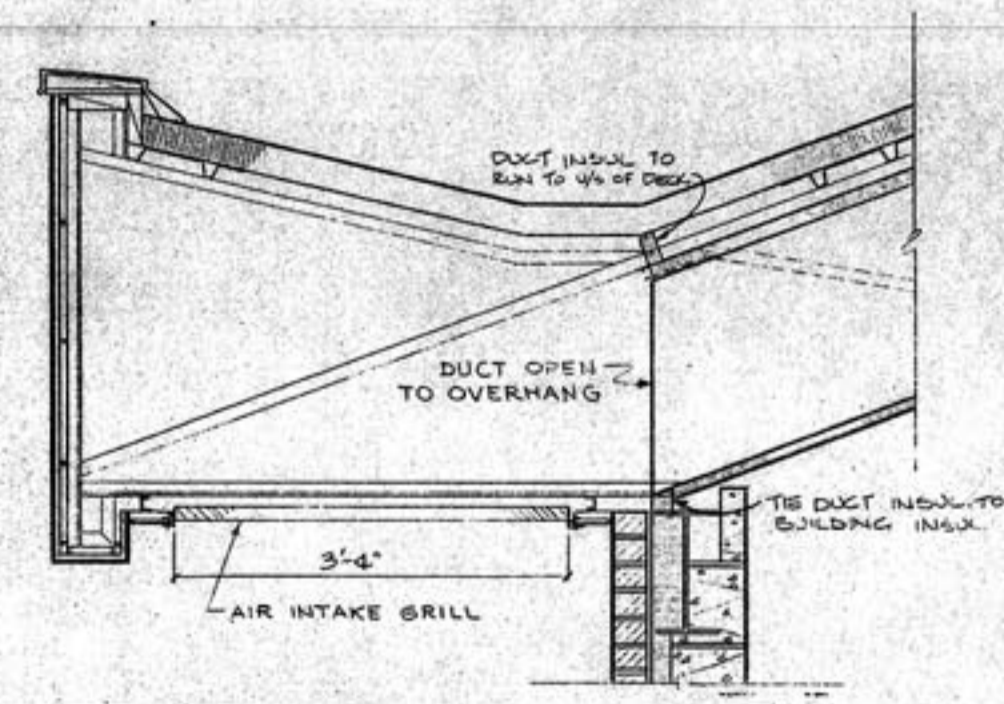 DUCT INSUL TO
RUN TO U/S OF DECK
DUCT OPEN
TO OVERHANG
TIE DUCT INSUL. TO
BUILDING INSUL.
3'-4"
AIR INTAKE GRILL